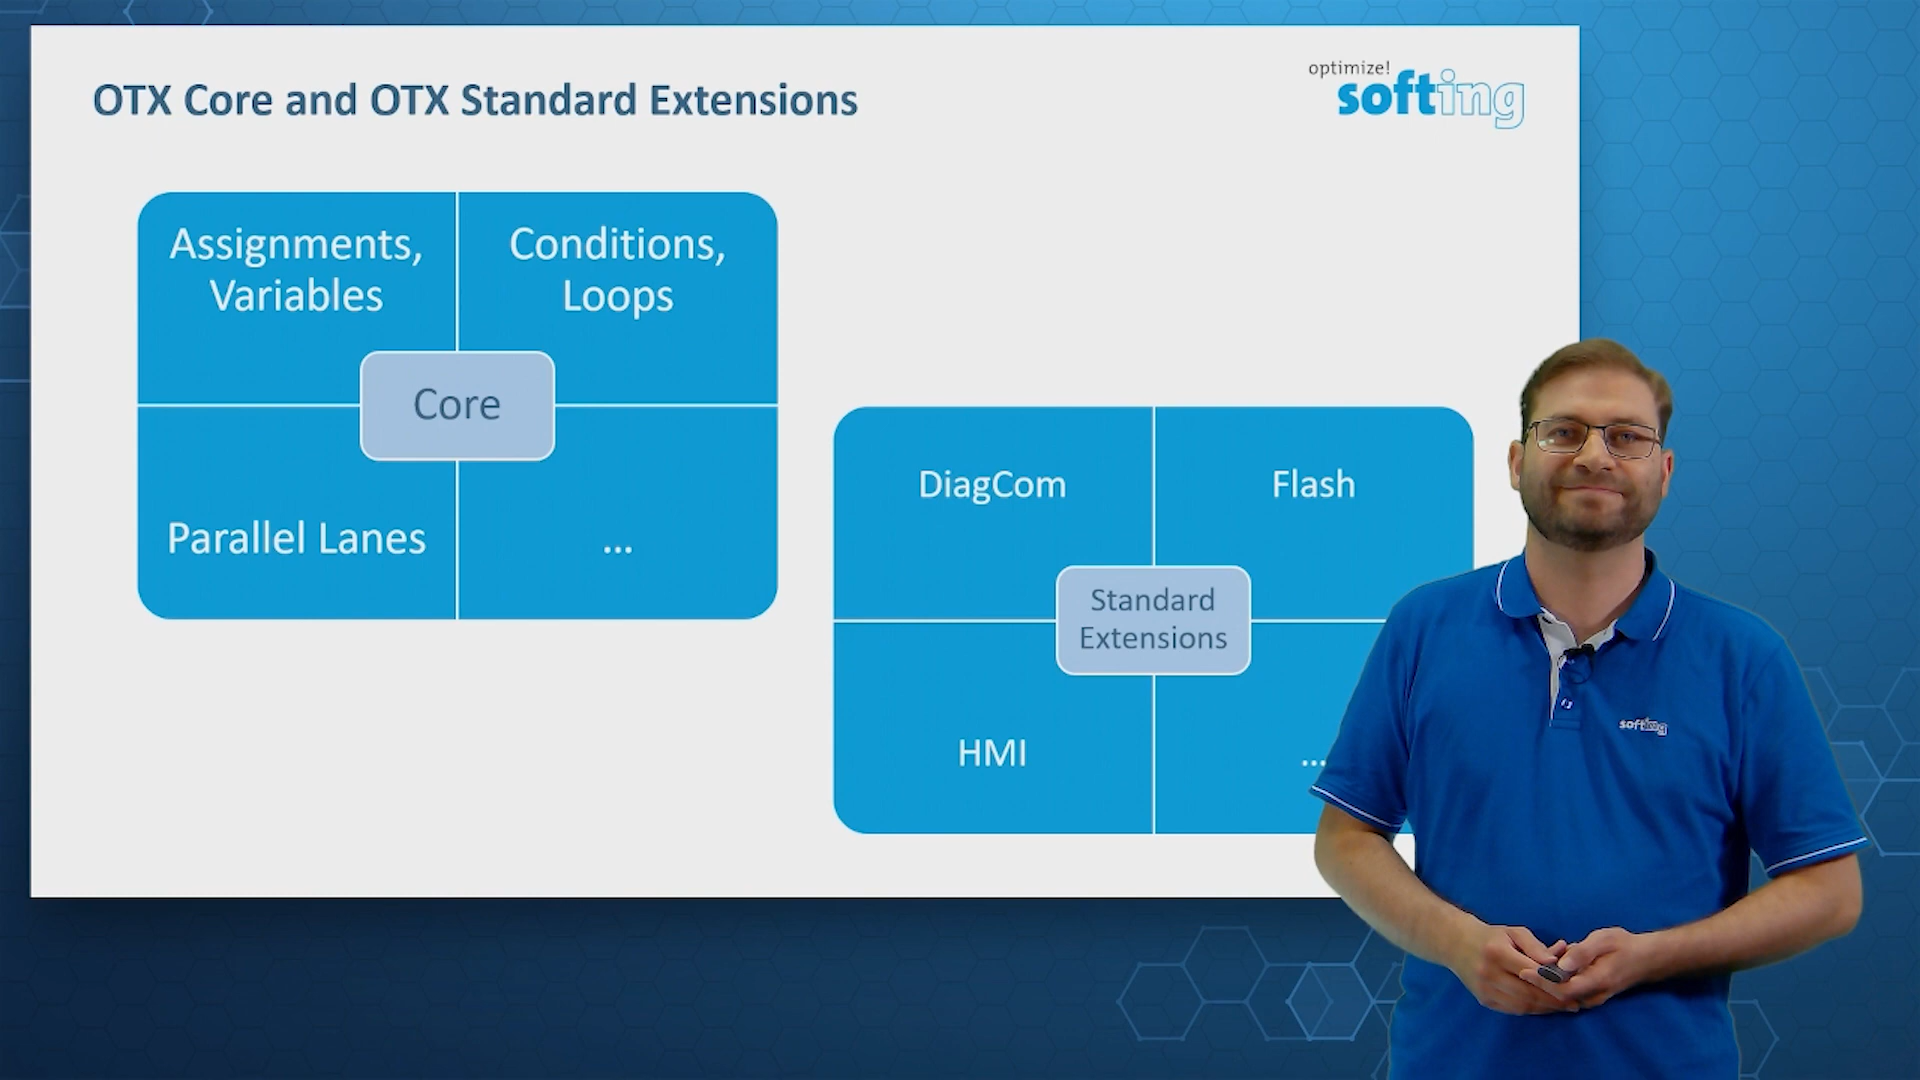 OTX Core and OTX Standard Extensions
optimize!
softing
Assignments,
Variables
Conditions,
Loops
Core
Parallel Lanes
...
DiagCom
Flash
Standard
Extensions
HMI
...
softing